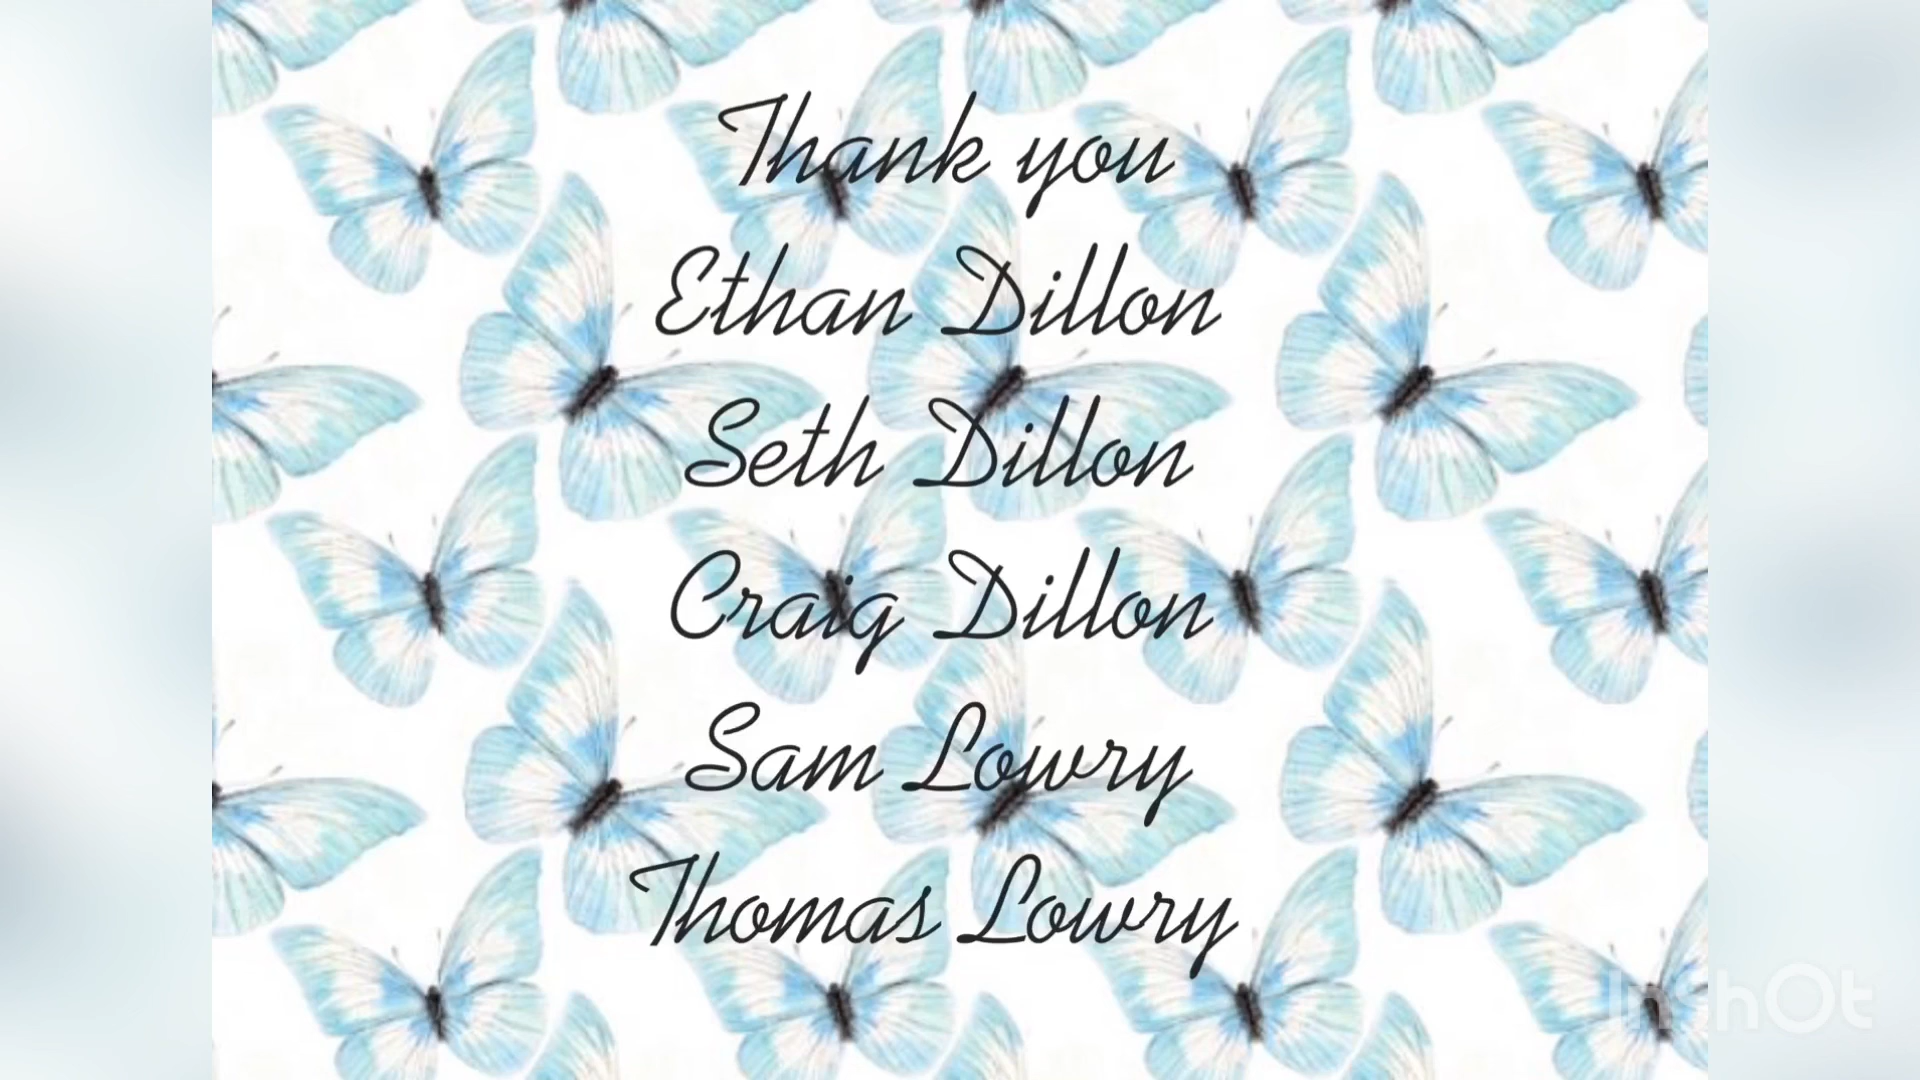 Thank you
Ethan Dillon
Seth Dillon
Craig Dillon
Sam Lowry
Thomas Lowry
InshOt